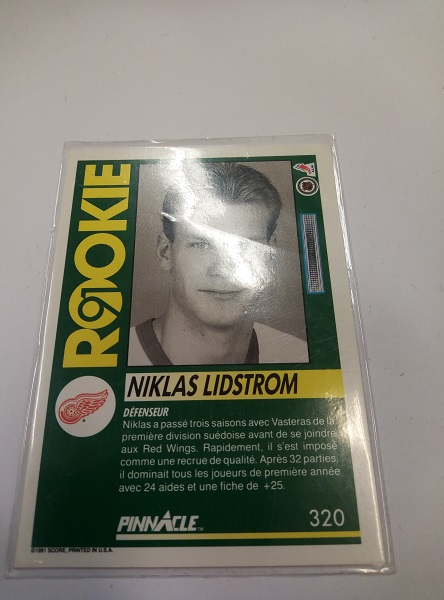 ROOKIE
91
NIKLAS LIDSTROM
DÉFENSEUR
Niklas a passé trois saisons avec Vasteras de la
première division suédoise avant de se joindre
aux Red Wings. Rapidement, il s'est imposé
comme une recrue de qualité. Après 32 parties,
il dominait tous les joueurs de première année
avec 24 aides et une fiche de +25.
PINNACLE™
320
©1991 SCORE, PRINTED IN U.S.A.